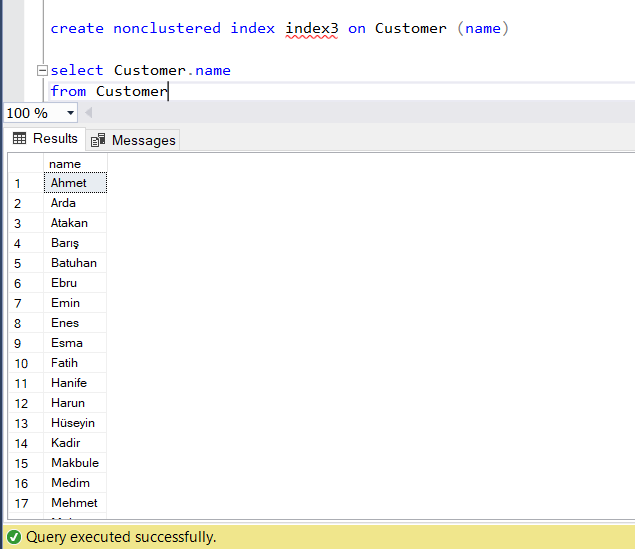 create nonclustered index index3 on Customer (name)
select Customer.name
from Customer
100 %
Results Messages
name
1 Ahmet
2 Arda
3 Atakan
4 Barış
5 Batuhan
6 Ebru
7 Emin
8 Enes
9 Esma
10 Fatih
11 Hanife
12 Harun
13 Hüseyin
14 Kadir
15 Makbule
16 Medim
17 Mehmet
Query executed successfully.